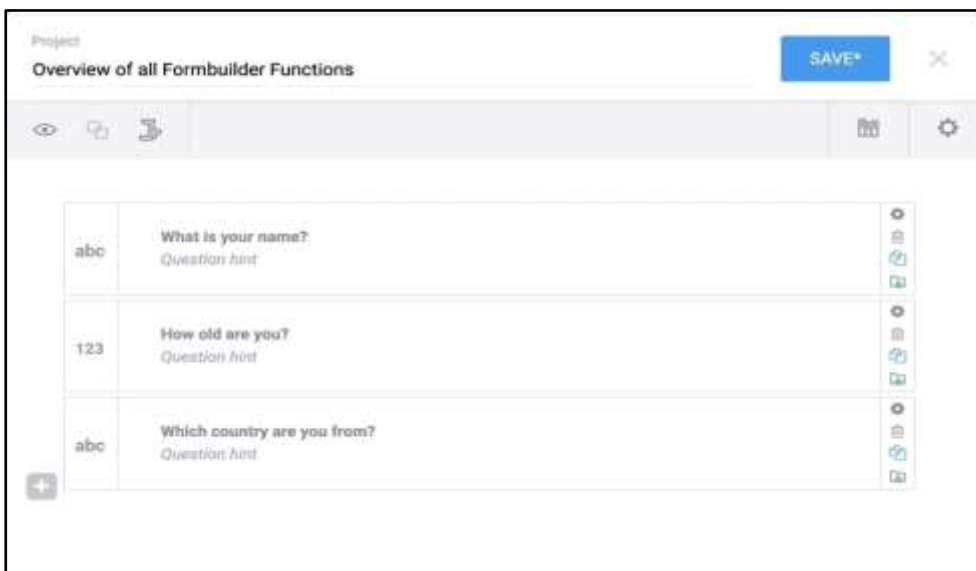 Project
Overview of all Formbuilder Functions
SAVE*
abc
What is your name?
Question hint
123
How old are you?
Question hint
abc
Which country are you from?
Question hint